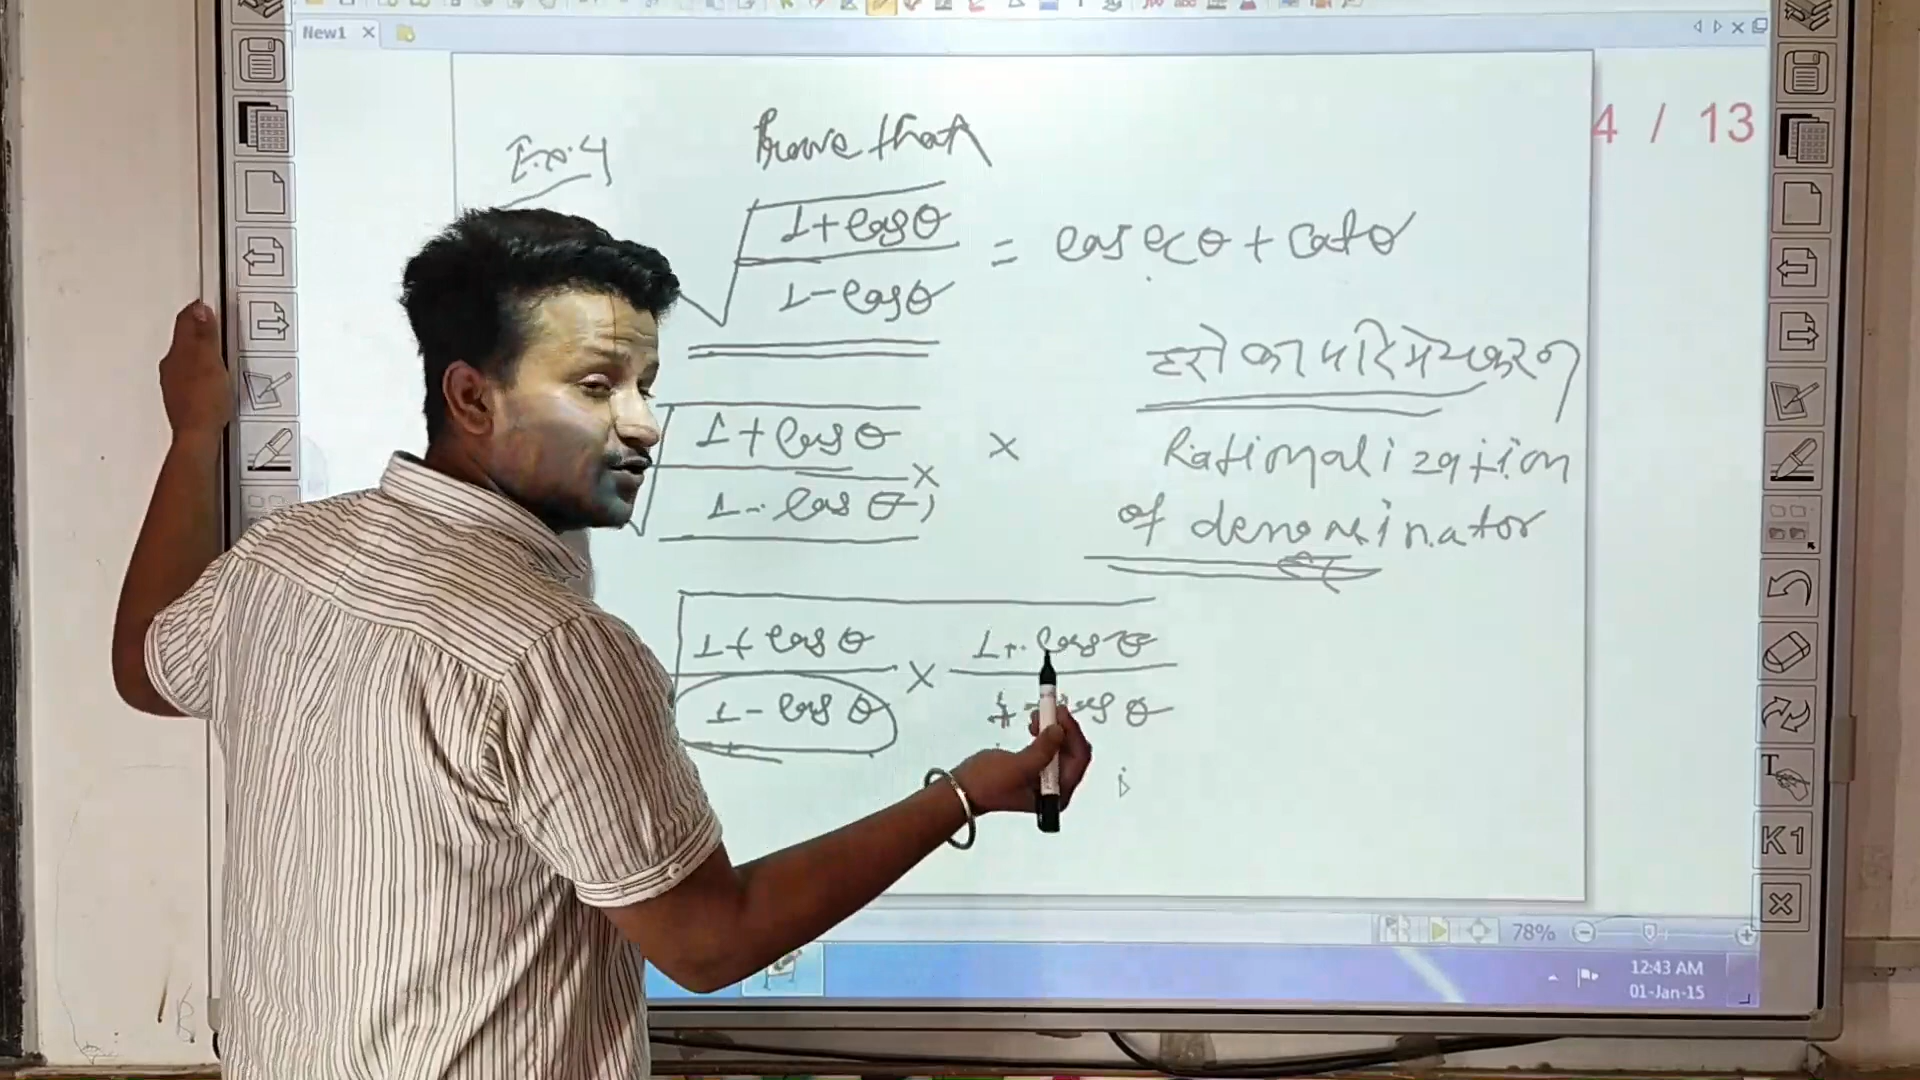 New1
4 / 13
Ex.4
Prove that
√(1+cosθ / 1-cosθ) = cosecθ + cotθ
हरो का परिमेयकरण
√(1+cosθ / 1-cosθ) × ×
Rationalization
of denominator
√(1+cosθ / 1-cosθ × 1+cosθ / 1+cosθ)
T
K1
78%
12:43 AM
01-Jan-15